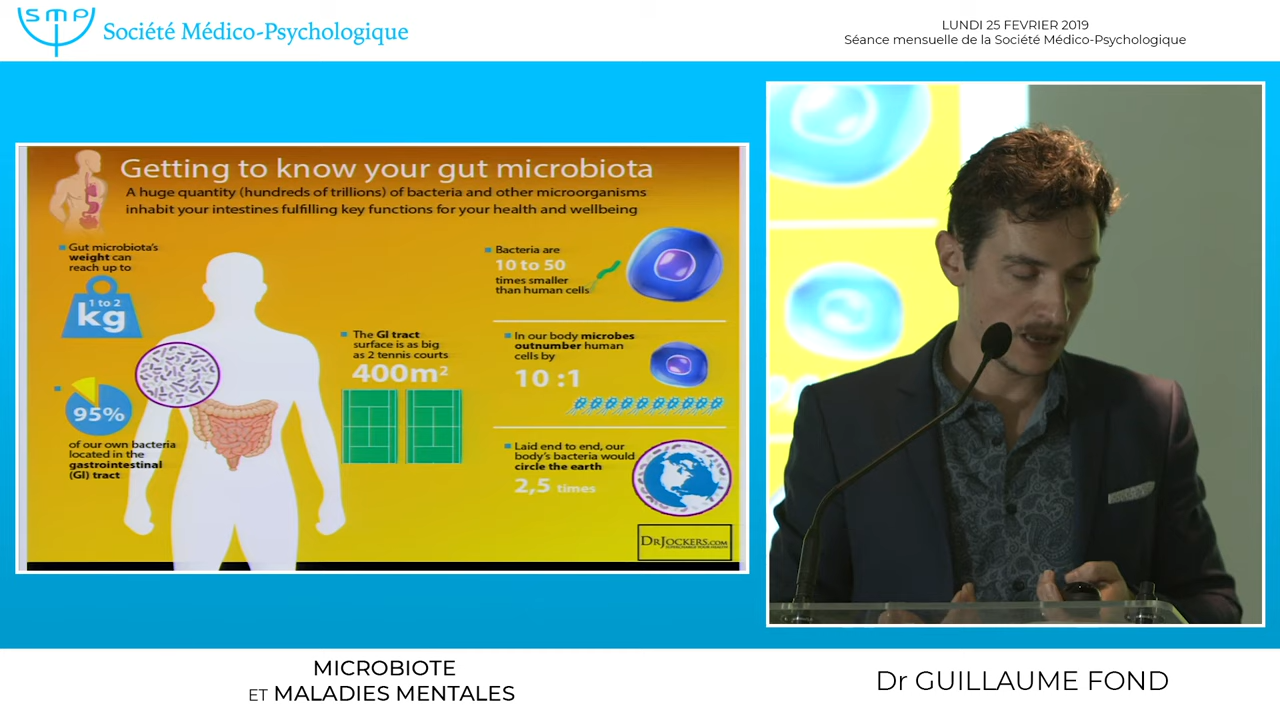 SMP
Société Médico-Psychologique
LUNDI 25 FEVRIER 2019
Séance mensuelle de la Société Médico-Psychologique
Getting to know your gut microbiota
A huge quantity (hundreds of trillions) of bacteria and other microorganisms
inhabit your intestines fulfilling key functions for your health and wellbeing
Gut microbiota's
weight can
reach up to
1 to 2
kg
95%
of our own bacteria
located in the
gastrointestinal
(GI) tract
The GI tract
surface is as big
as 2 tennis courts
400m²
Bacteria are
10 to 50
times smaller
than human cells
In our body microbes
outnumber human
cells by
10 :1
Laid end to end, our
body's bacteria would
circle the earth
2,5 times
DRJOCKERS.COM
SUPERCHARGE YOUR HEALTH
MICROBIOTE
ET MALADIES MENTALES
Dr GUILLAUME FOND